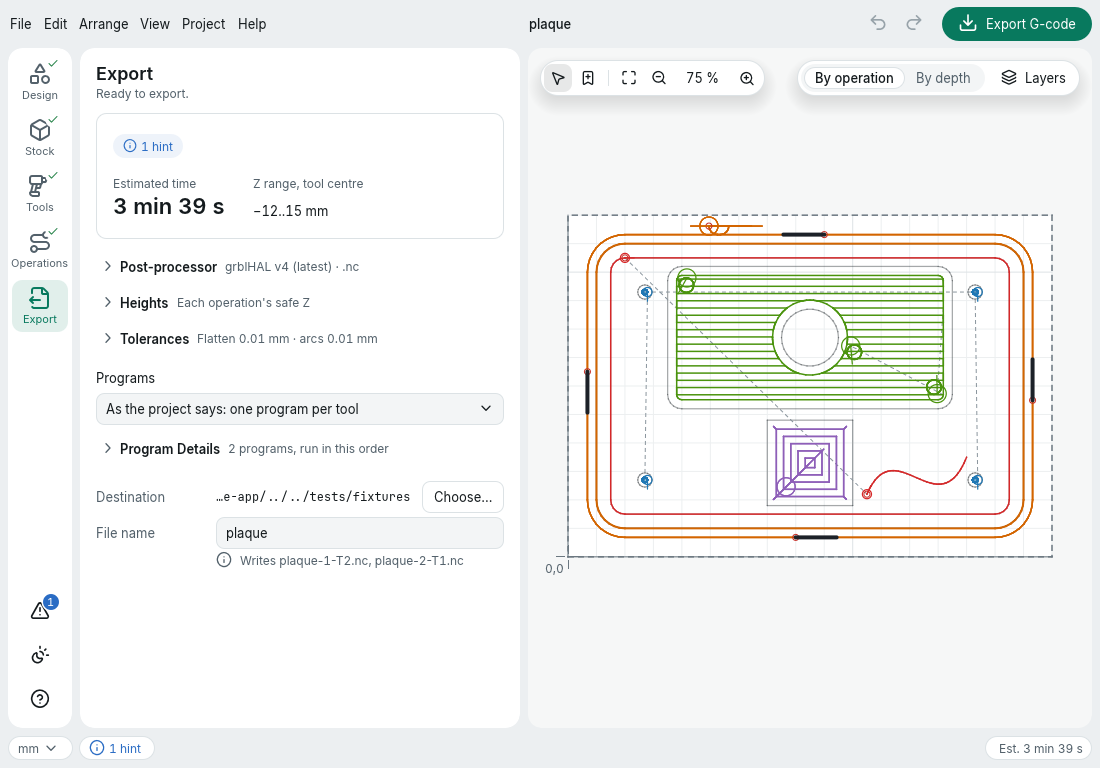 File Edit Arrange View Project Help
plaque
Export G-code
Design
Stock
Tools
Operations
Export
1
Export
Ready to export.
1 hint
Estimated time
3 min 39 s
Z range, tool centre
−12..15 mm
Post-processor grblHAL v4 (latest) · .nc
Heights Each operation's safe Z
Tolerances Flatten 0.01 mm · arcs 0.01 mm
Programs
As the project says: one program per tool
Program Details 2 programs, run in this order
Destination …e-app/../../tests/fixtures Choose...
File name plaque
Writes plaque-1-T2.nc, plaque-2-T1.nc
75 %
By operation By depth Layers
0,0
mm
1 hint
Est. 3 min 39 s